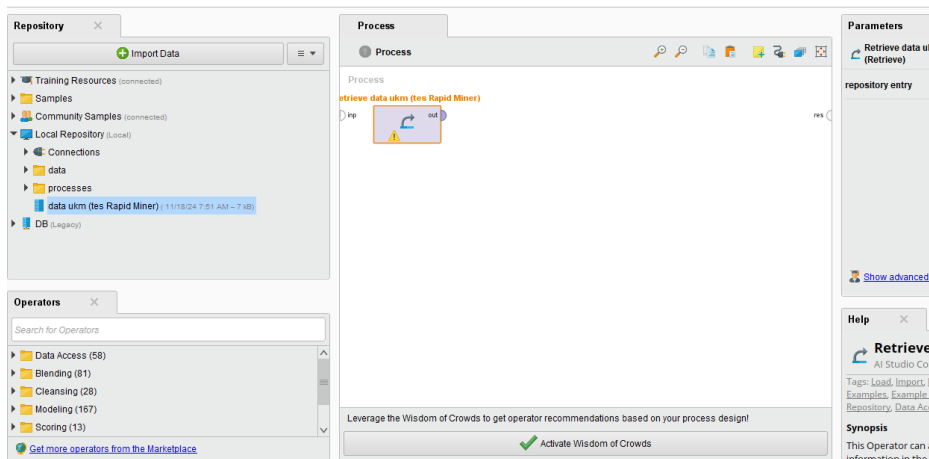 Repository
Import Data
Training Resources (connected)
Samples
Community Samples (connected)
Local Repository (Local)
Connections
data
processes
data ukm (tes Rapid Miner) ( 11/18/24 7:51 AM – 7 kB)
DB (Legacy)
Operators
Search for Operators
Data Access (58)
Blending (81)
Cleansing (28)
Modeling (167)
Scoring (13)
Get more operators from the Marketplace
Process
Process
Process
etrieve data ukm (tes Rapid Miner)
inp
out
res
Leverage the Wisdom of Crowds to get operator recommendations based on your process design!
Activate Wisdom of Crowds
Parameters
Retrieve data u
(Retrieve)
repository entry
Show advanced
Help
Retrieve
AI Studio Co
Tags: Load, Import,
Examples, Example
Repository, Data Ac
Synopsis
This Operator can
information in the